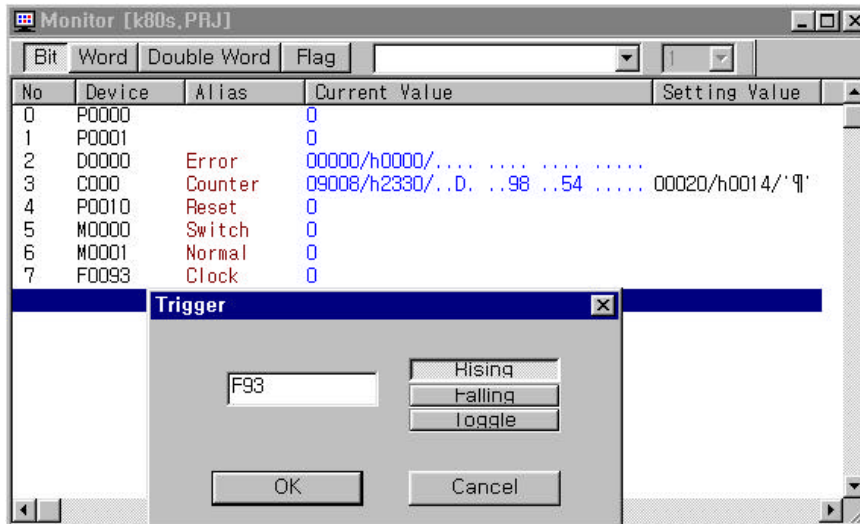 Monitor [k80s.PRJ]
Bit Word Double Word Flag 1
No Device Alias Current Value Setting Value
0 P0000 0
1 P0001 0
2 D0000 Error 00000/h0000/.... .... .... .....
3 C000 Counter 09008/h2330/..D. ..98 ..54 ..... 00020/h0014/'¶'
4 P0010 Reset 0
5 M0000 Switch 0
6 M0001 Normal 0
7 F0093 Clock 0
Trigger
F93
Rising
Falling
Toggle
OK Cancel